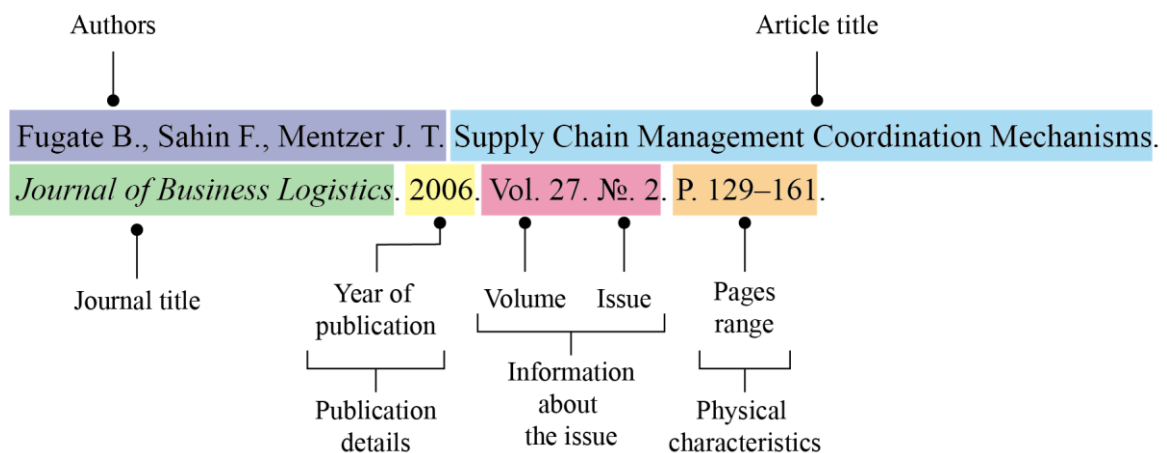 Authors
Article title
Fugate B., Sahin F., Mentzer J. T. Supply Chain Management Coordination Mechanisms.
Journal of Business Logistics. 2006. Vol. 27. №. 2. P. 129–161.
Journal title
Year of
publication
Volume
Issue
Pages
range
Publication
details
Information
about
the issue
Physical
characteristics